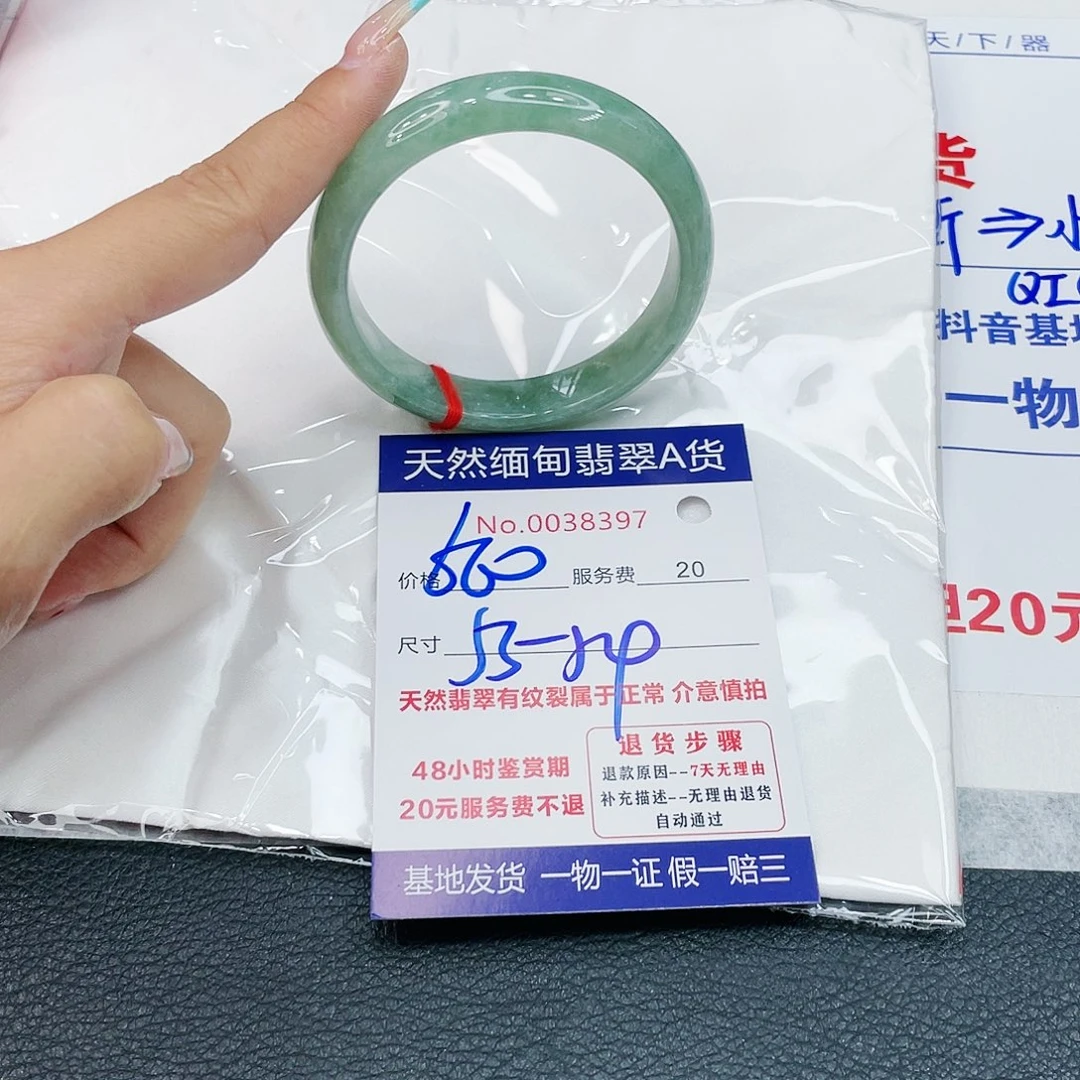 天然缅甸翡翠A货
No.0038397
价格 660 服务费 20
尺寸 53-54
天然翡翠有纹裂属于正常 介意慎拍
48小时鉴赏期
20元服务费不退
退货步骤
退款原因--7天无理由
补充描述--无理由退货
自动通过
基地发货 一物一证 假一赔三
天/下/器
货
抖音基
一物
20元